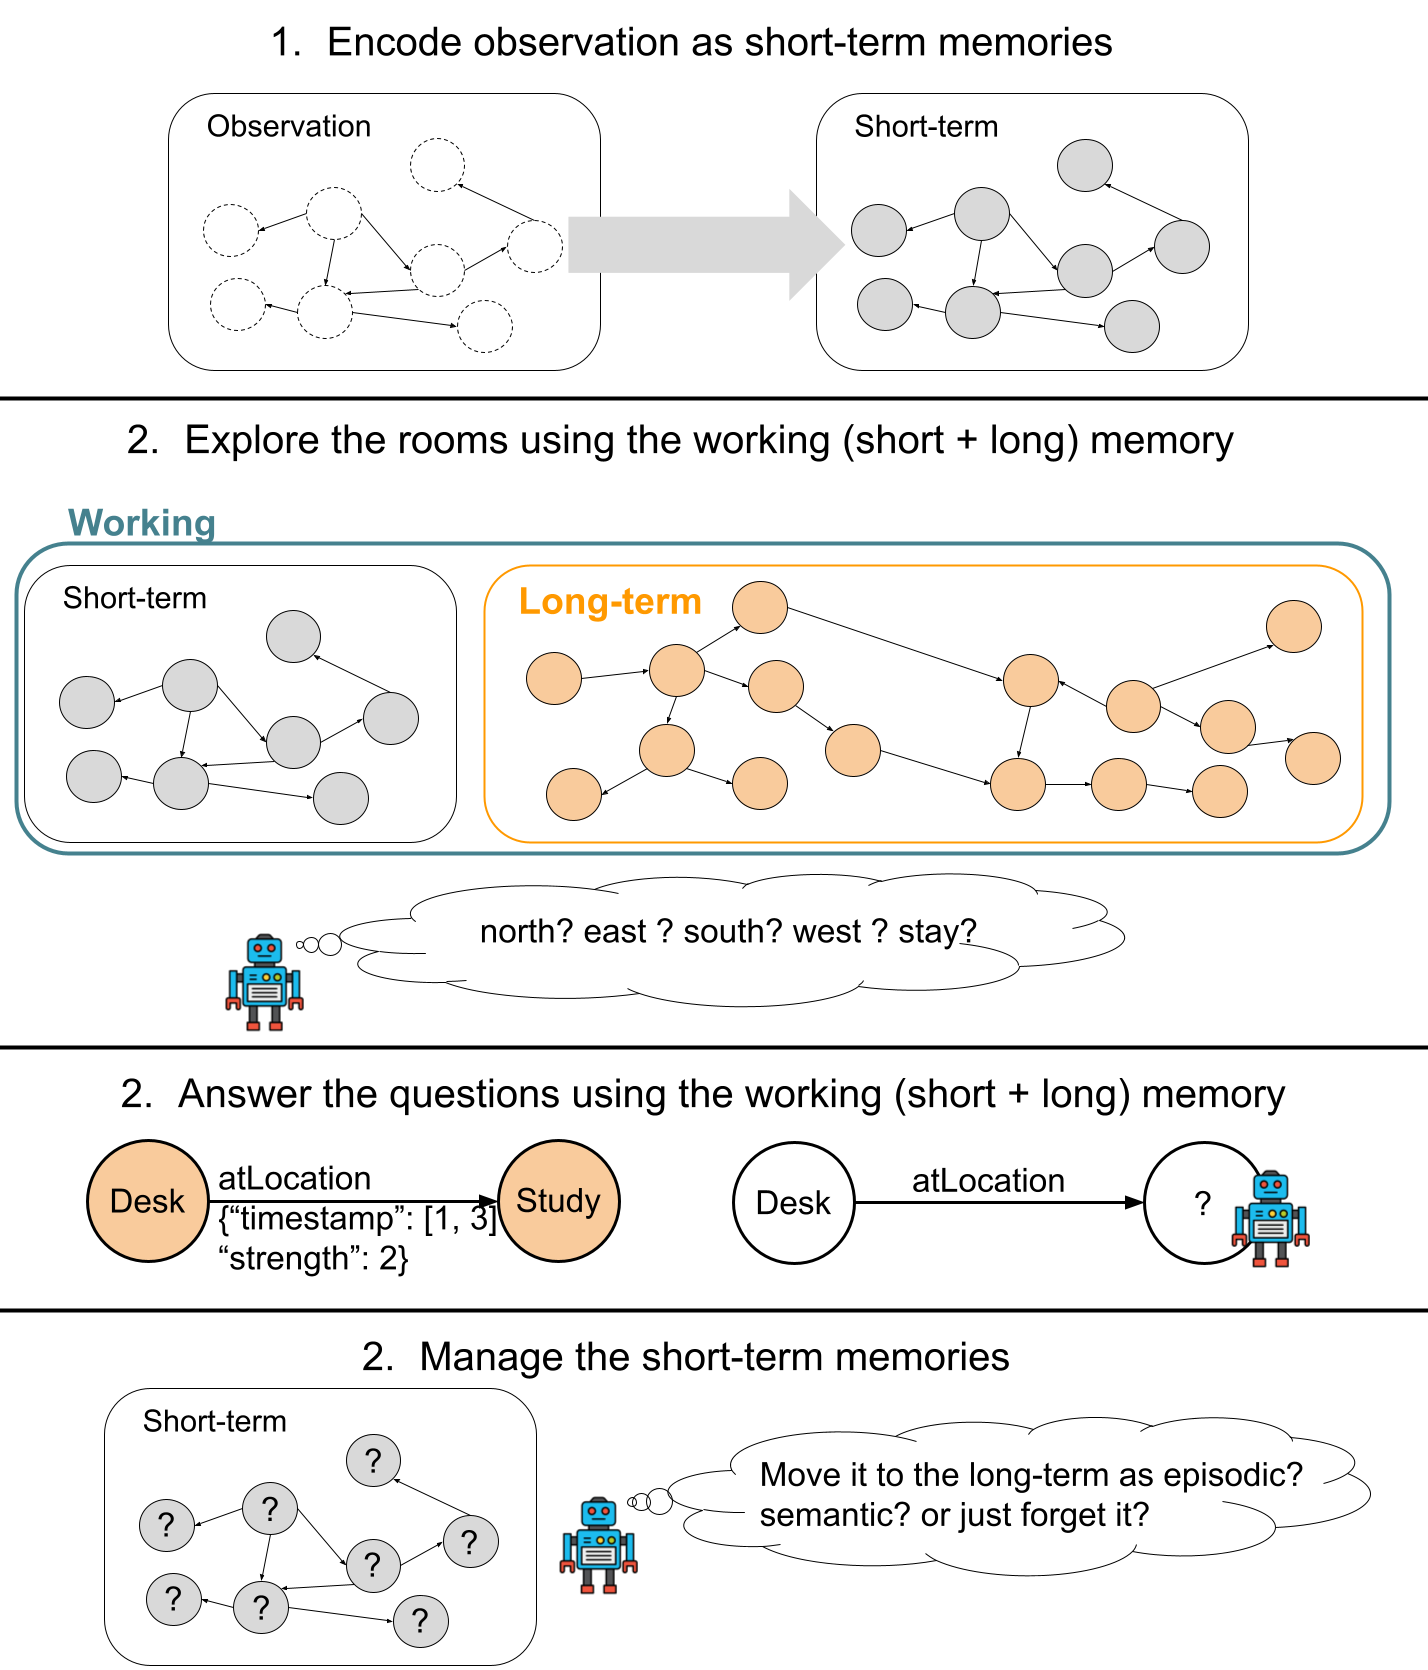 1. Encode observation as short-term memories
Observation
Short-term
2. Explore the rooms using the working (short + long) memory
Working
Short-term
Long-term
north? east ? south? west ? stay?
2. Answer the questions using the working (short + long) memory
Desk
atLocation
{“timestamp”: [1, 3]
“strength”: 2}
Study
Desk
atLocation
?
2. Manage the short-term memories
Short-term
?
?
?
?
?
?
?
?
Move it to the long-term as episodic?
semantic? or just forget it?